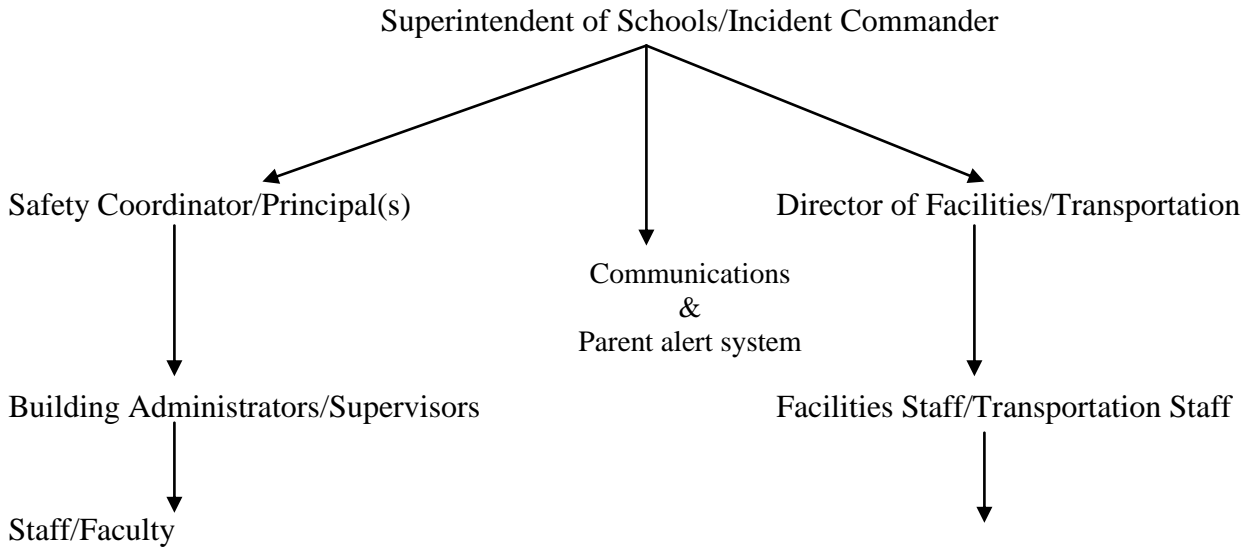 Superintendent of Schools/Incident Commander
Safety Coordinator/Principal(s)
Director of Facilities/Transportation
Communications
&
Parent alert system
Building Administrators/Supervisors
Facilities Staff/Transportation Staff
Staff/Faculty